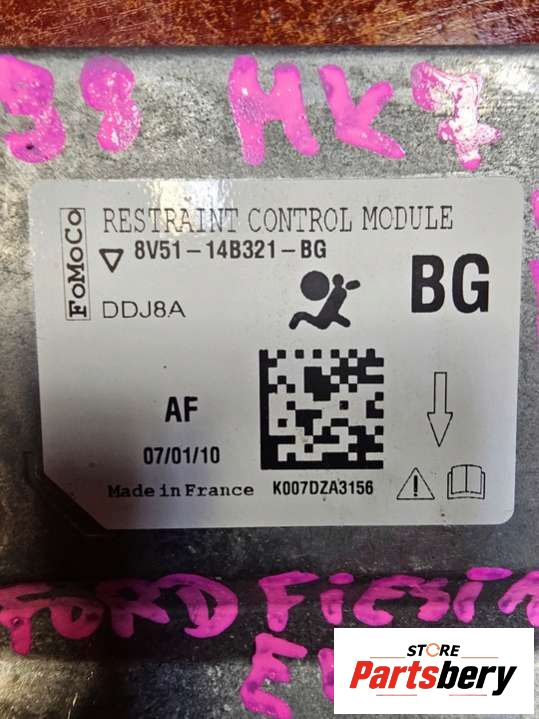 99 MK7
FoMoCo
RESTRAINT CONTROL MODULE
8V51-14B321-BG
BG
DDJ8A
AF
07/01/10
Made in France
K007DZA3156
FORD FIESTA
STORE
Partsbery